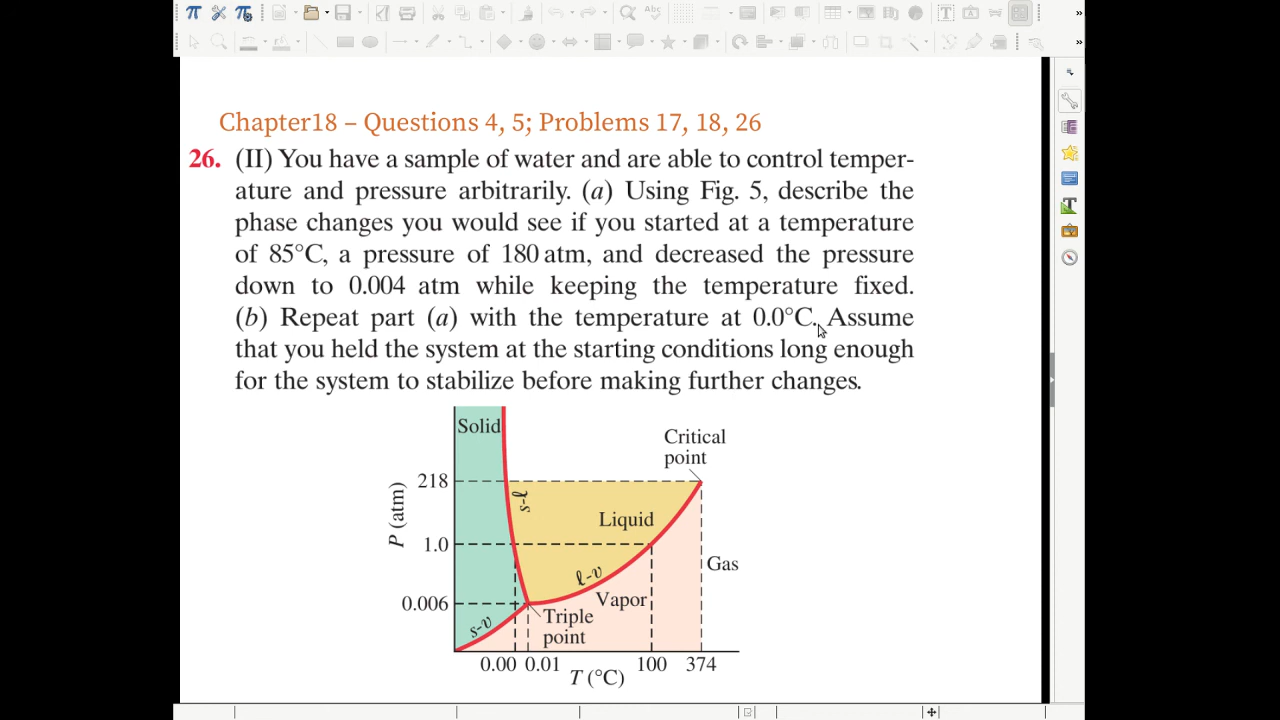 Chapter18 – Questions 4, 5; Problems 17, 18, 26
26. (II) You have a sample of water and are able to control temper-
ature and pressure arbitrarily. (a) Using Fig. 5, describe the
phase changes you would see if you started at a temperature
of 85°C, a pressure of 180 atm, and decreased the pressure
down to 0.004 atm while keeping the temperature fixed.
(b) Repeat part (a) with the temperature at 0.0°C. Assume
that you held the system at the starting conditions long enough
for the system to stabilize before making further changes.
Solid
Critical
point
218
s-ℓ
P (atm)
Liquid
1.0
Gas
ℓ-v
0.006
Vapor
Triple
point
s-v
0.00 0.01 100 374
T (°C)